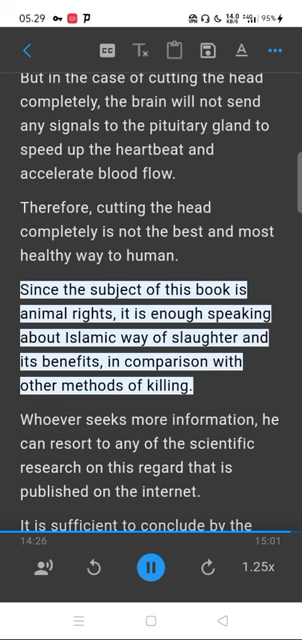 05.29
14.0
KB/S
95%
CC
But in the case of cutting the head
completely, the brain will not send
any signals to the pituitary gland to
speed up the heartbeat and
accelerate blood flow.
Therefore, cutting the head
completely is not the best and most
healthy way to human.
Since the subject of this book is
animal rights, it is enough speaking
about Islamic way of slaughter and
its benefits, in comparison with
other methods of killing.
Whoever seeks more information, he
can resort to any of the scientific
research on this regard that is
published on the internet.
It is sufficient to conclude by the
14:26
15:01
1.25x